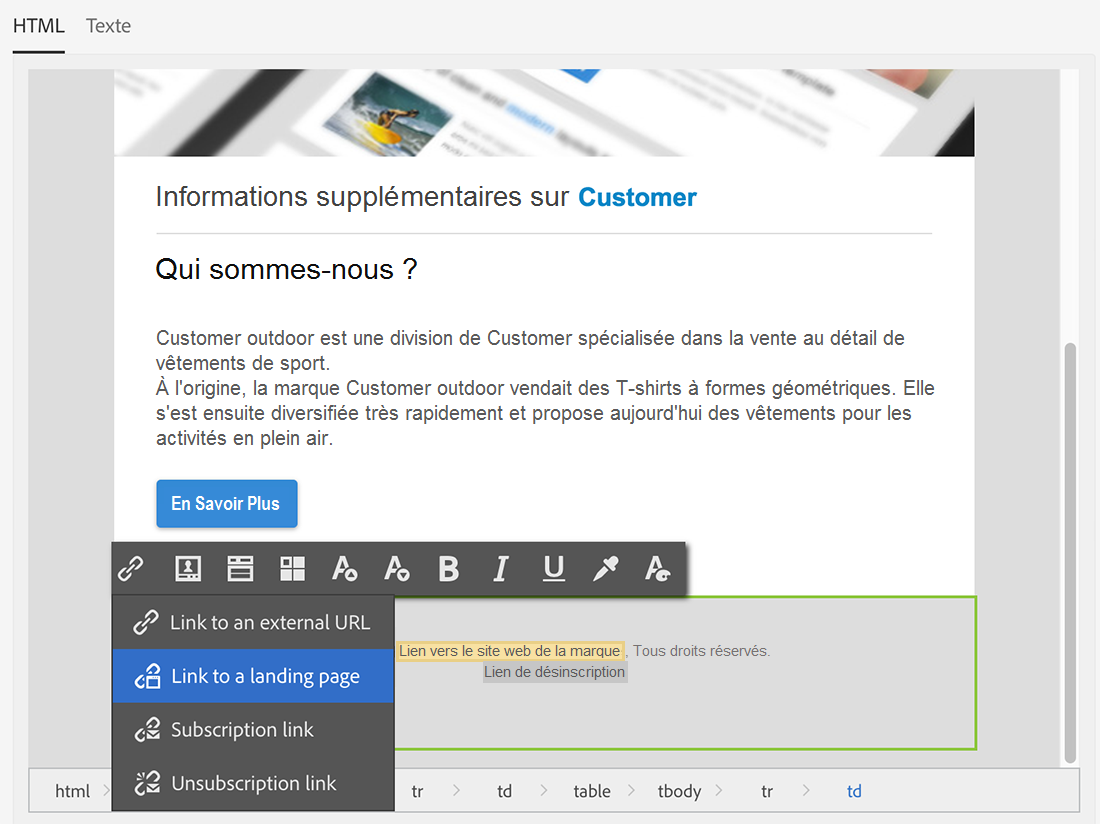 HTML Texte
clean and
modern
template
Informations supplémentaires sur Customer
Qui sommes-nous ?
Customer outdoor est une division de Customer spécialisée dans la vente au détail de
vêtements de sport.
À l'origine, la marque Customer outdoor vendait des T-shirts à formes géométriques. Elle
s'est ensuite diversifiée très rapidement et propose aujourd'hui des vêtements pour les
activités en plein air.
En Savoir Plus
B I U
Link to an external URL
Link to a landing page
Subscription link
Unsubscription link
Lien vers le site web de la marque , Tous droits réservés.
Lien de désinscription
html tr td table tbody tr td